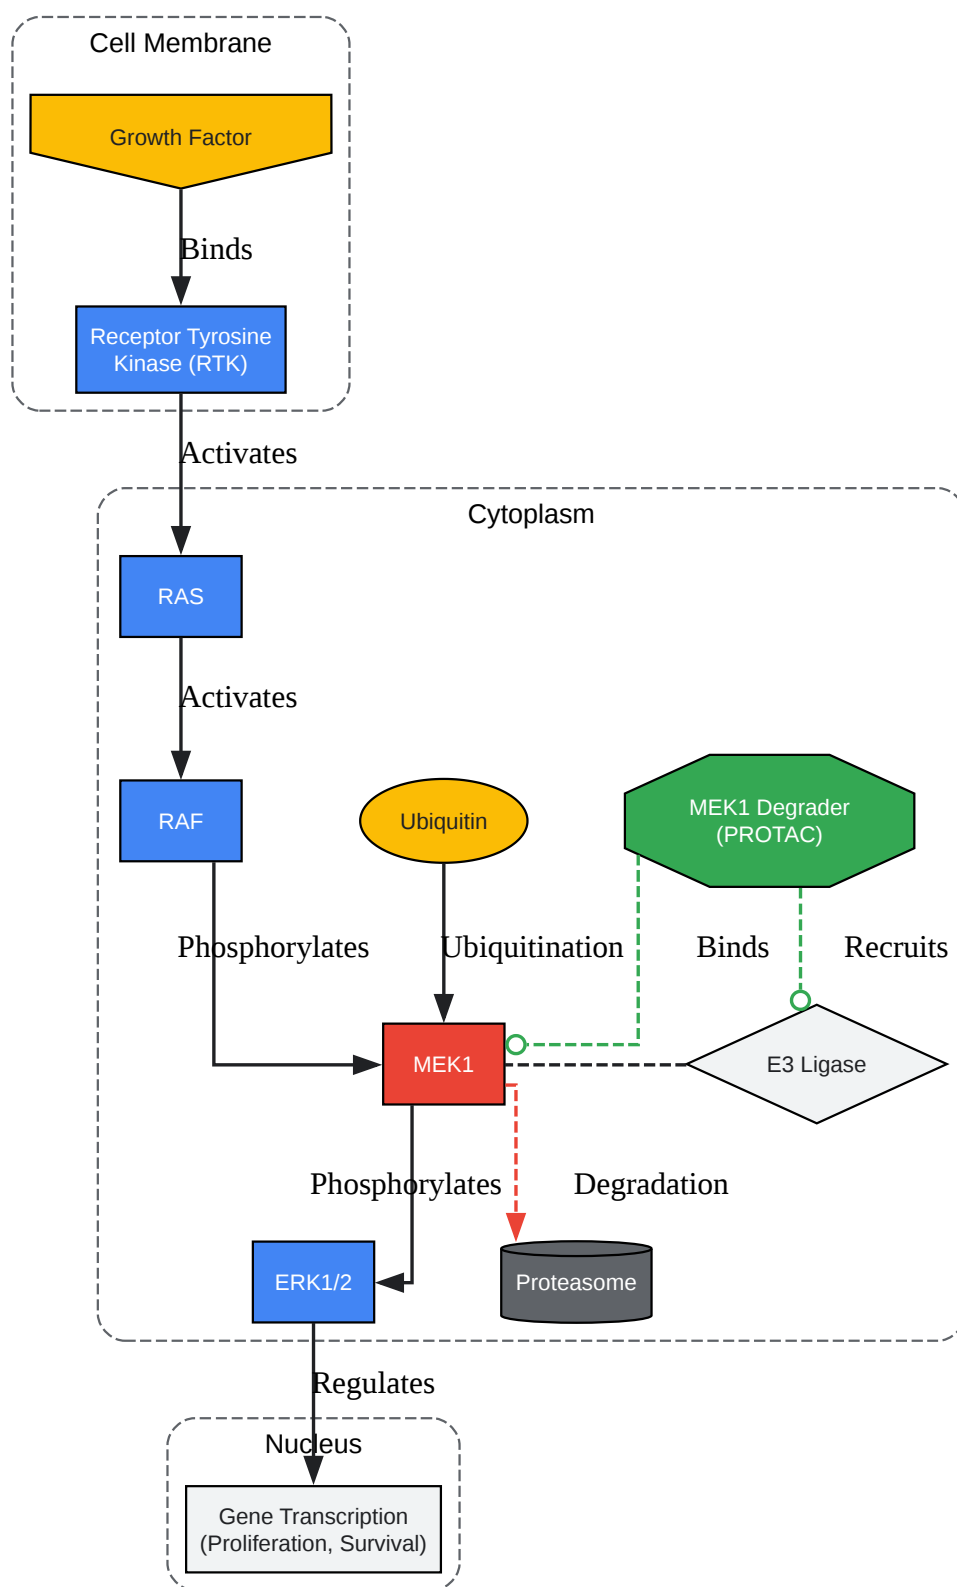 Cell Membrane
Growth Factor
Binds
Receptor Tyrosine
Kinase (RTK)
Activates
Cytoplasm
RAS
Activates
RAF
Ubiquitin
MEK1 Degrader
(PROTAC)
Phosphorylates
Ubiquitination
Binds
Recruits
MEK1
E3 Ligase
Phosphorylates
Degradation
ERK1/2
Proteasome
Regulates
Nucleus
Gene Transcription
(Proliferation, Survival)